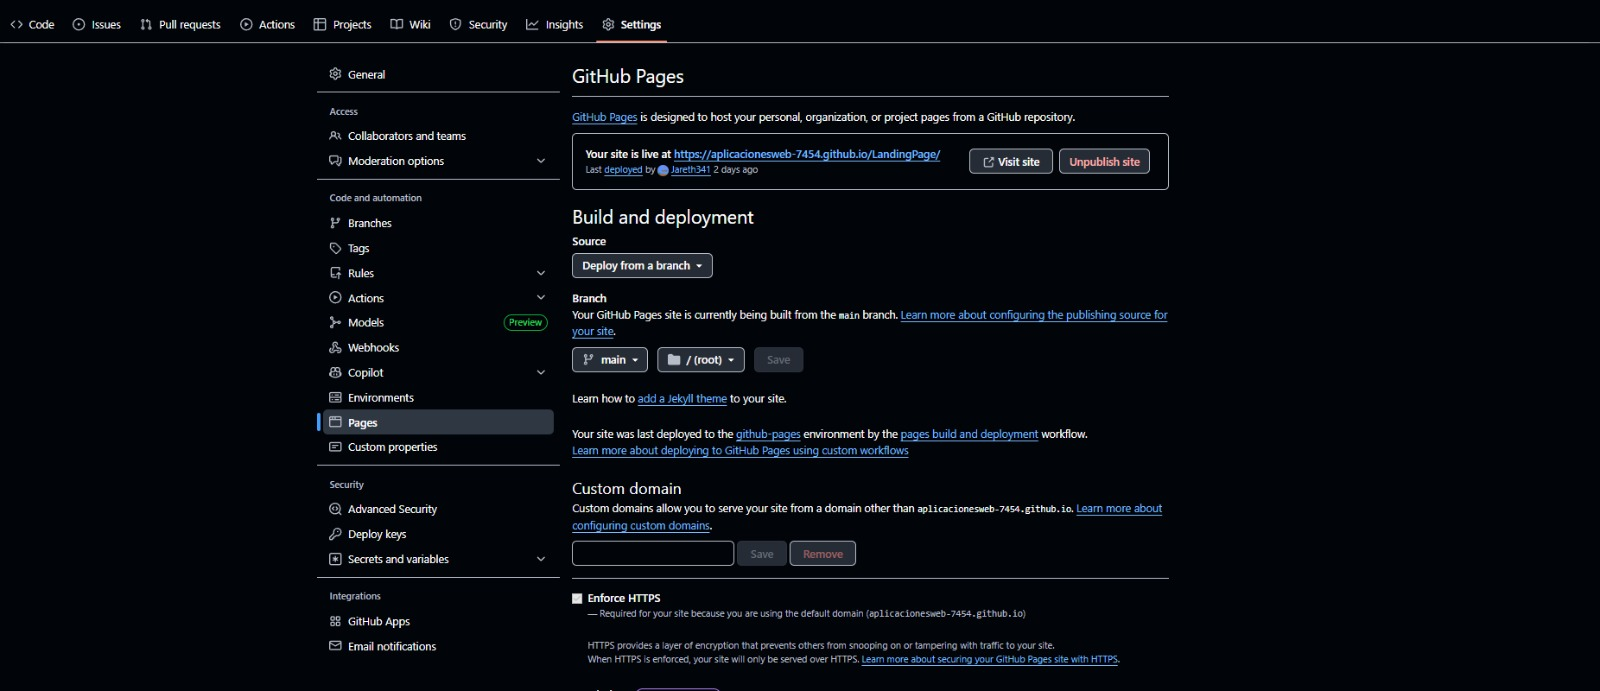 Code Issues Pull requests Actions Projects Wiki Security Insights Settings
General
Access
Collaborators and teams
Moderation options
Code and automation
Branches
Tags
Rules
Actions
Models Preview
Webhooks
Copilot
Environments
Pages
Custom properties
Security
Advanced Security
Deploy keys
Secrets and variables
Integrations
GitHub Apps
Email notifications
GitHub Pages
GitHub Pages is designed to host your personal, organization, or project pages from a GitHub repository.
Your site is live at https://aplicacionesweb-7454.github.io/LandingPage/
Last deployed by Jareth341 2 days ago
Visit site Unpublish site
Build and deployment
Source
Deploy from a branch
Branch
Your GitHub Pages site is currently being built from the main branch. Learn more about configuring the publishing source for
your site.
main / (root) Save
Learn how to add a Jekyll theme to your site.
Your site was last deployed to the github-pages environment by the pages build and deployment workflow.
Learn more about deploying to GitHub Pages using custom workflows
Custom domain
Custom domains allow you to serve your site from a domain other than aplicacionesweb-7454.github.io. Learn more about
configuring custom domains.
Save Remove
Enforce HTTPS
— Required for your site because you are using the default domain (aplicacionesweb-7454.github.io)
HTTPS provides a layer of encryption that prevents others from snooping on or tampering with traffic to your site.
When HTTPS is enforced, your site will only be served over HTTPS. Learn more about securing your GitHub Pages site with HTTPS.